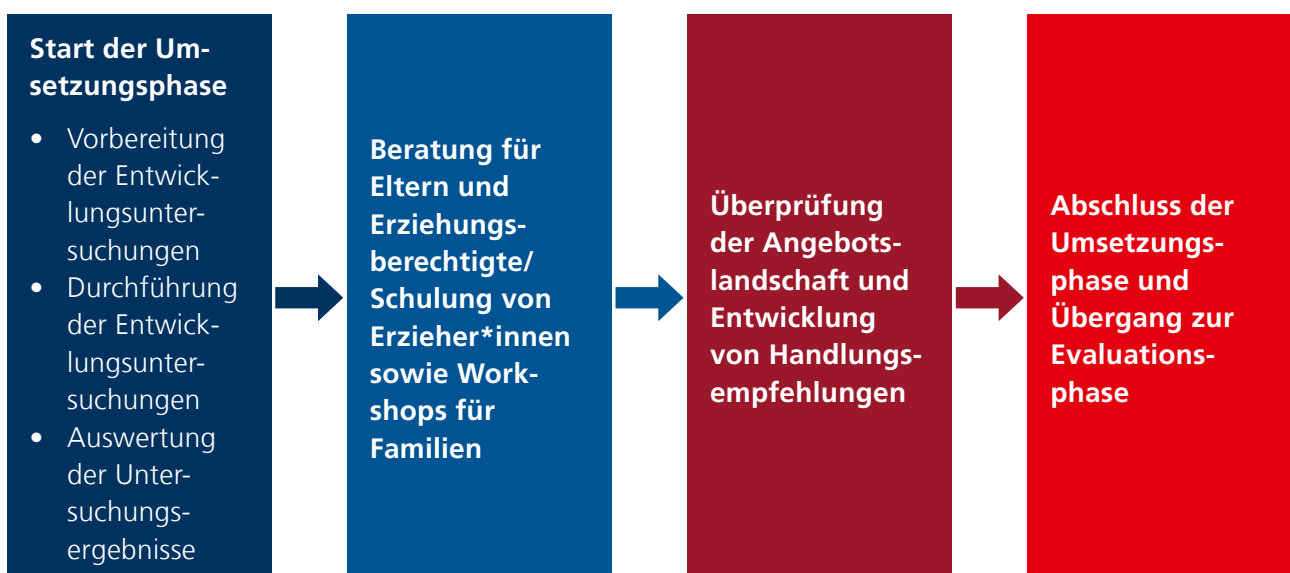 Start der Um-
setzungsphase
• Vorbereitung
der Entwick-
lungsunter-
suchungen
• Durchführung
der Entwick-
lungsunter-
suchungen
• Auswertung
der Unter-
suchungs-
ergebnisse
Beratung für
Eltern und
Erziehungs-
berechtigte/
Schulung von
Erzieher*innen
sowie Work-
shops für
Familien
Überprüfung
der Angebots-
landschaft und
Entwicklung
von Handlungs-
empfehlungen
Abschluss der
Umsetzungs-
phase und
Übergang zur
Evaluations-
phase